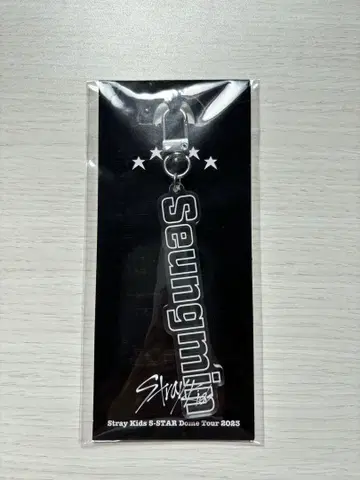 Seungmin
Stray Kids
Stray Kids 5-STAR Dome Tour 2023